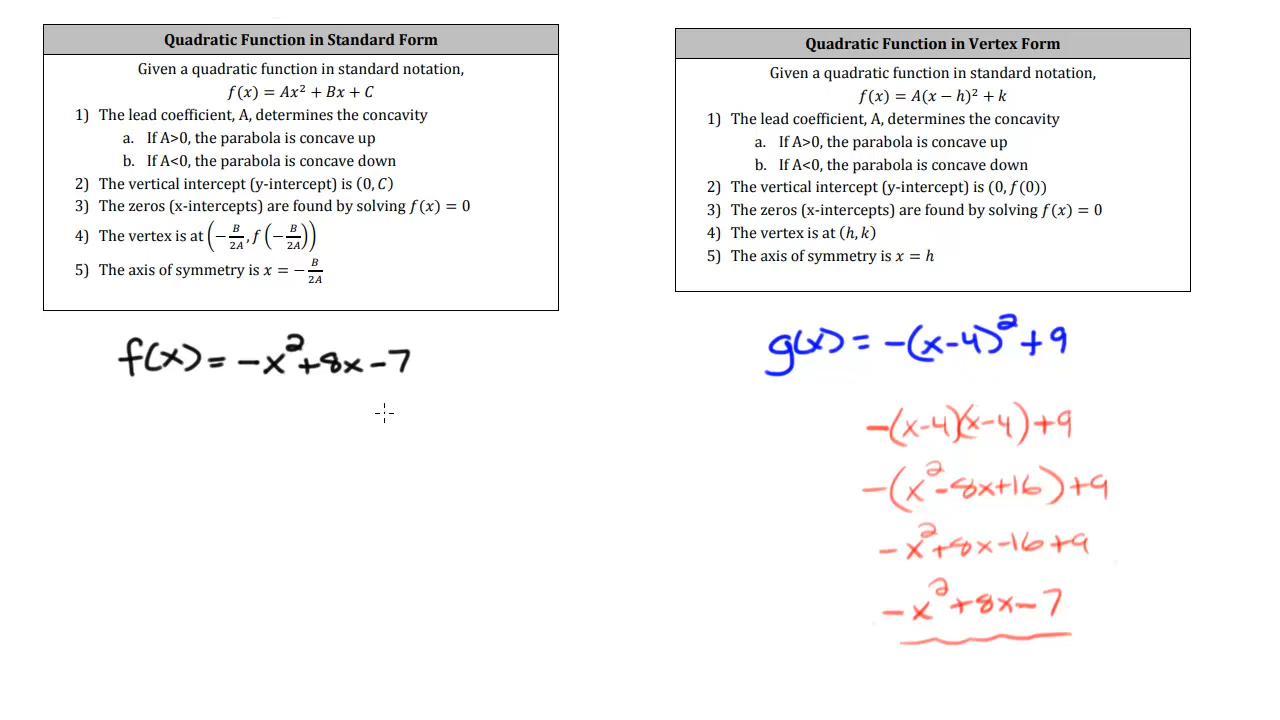 Quadratic Function in Standard Form
Given a quadratic function in standard notation,
f(x) = Ax² + Bx + C
1) The lead coefficient, A, determines the concavity
a. If A>0, the parabola is concave up
b. If A<0, the parabola is concave down
2) The vertical intercept (y-intercept) is (0, C)
3) The zeros (x-intercepts) are found by solving f(x) = 0
4) The vertex is at (−B/2A, f(−B/2A))
5) The axis of symmetry is x = −B/2A
f(x) = -x² + 8x - 7
Quadratic Function in Vertex Form
Given a quadratic function in standard notation,
f(x) = A(x − h)² + k
1) The lead coefficient, A, determines the concavity
a. If A>0, the parabola is concave up
b. If A<0, the parabola is concave down
2) The vertical intercept (y-intercept) is (0, f(0))
3) The zeros (x-intercepts) are found by solving f(x) = 0
4) The vertex is at (h, k)
5) The axis of symmetry is x = h
g(x) = -(x-4)² + 9
-(x-4)(x-4)+9
-(x²-8x+16)+9
-x²+8x-16+9
-x²+8x-7